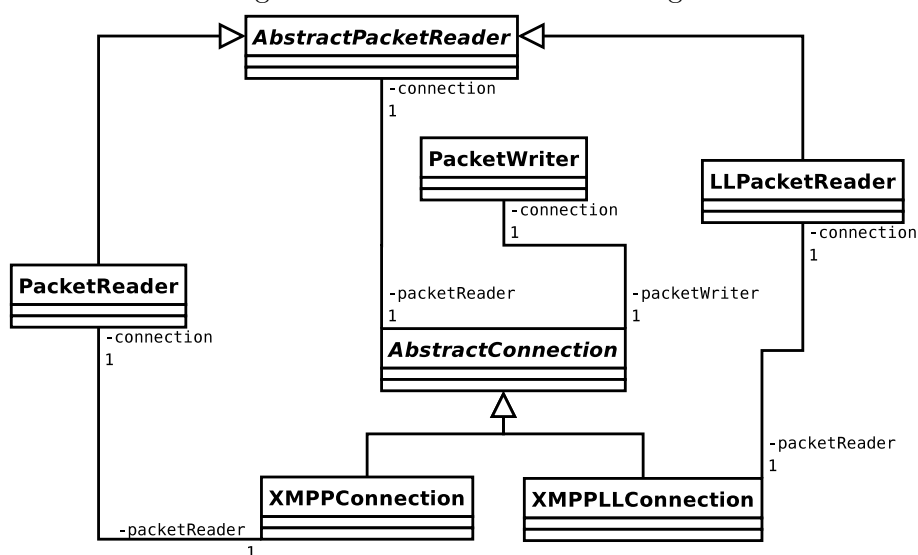 AbstractPacketReader
-connection
1
PacketWriter
LLPacketReader
-connection
1
-connection
1
PacketReader
-packetReader
1
-packetWriter
1
-connection
1
AbstractConnection
-packetReader
1
XMPPConnection
XMPPLLConnection
-packetReader
1